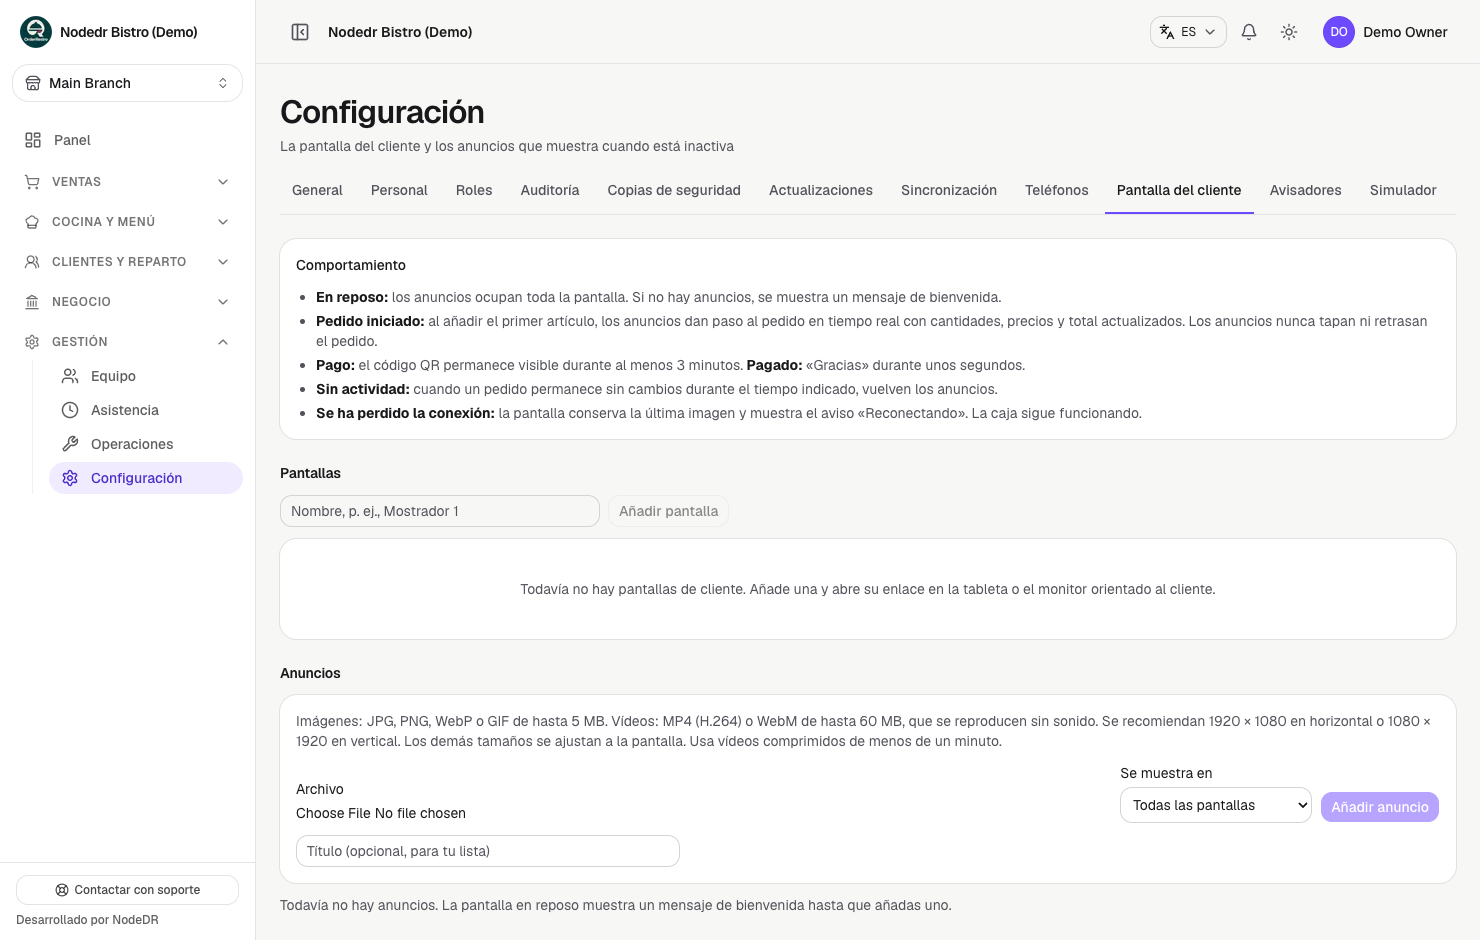 Nodedr Bistro (Demo)
Main Branch
Panel
VENTAS
COCINA Y MENÚ
CLIENTES Y REPARTO
NEGOCIO
GESTIÓN
Equipo
Asistencia
Operaciones
Configuración
Contactar con soporte
Desarrollado por NodeDR
Nodedr Bistro (Demo)
ES
DO
Demo Owner
Configuración
La pantalla del cliente y los anuncios que muestra cuando está inactiva
General
Personal
Roles
Auditoría
Copias de seguridad
Actualizaciones
Sincronización
Teléfonos
Pantalla del cliente
Avisadores
Simulador
Comportamiento
En reposo: los anuncios ocupan toda la pantalla. Si no hay anuncios, se muestra un mensaje de bienvenida.
Pedido iniciado: al añadir el primer artículo, los anuncios dan paso al pedido en tiempo real con cantidades, precios y total actualizados. Los anuncios nunca tapan ni retrasan
el pedido.
Pago: el código QR permanece visible durante al menos 3 minutos. Pagado: «Gracias» durante unos segundos.
Sin actividad: cuando un pedido permanece sin cambios durante el tiempo indicado, vuelven los anuncios.
Se ha perdido la conexión: la pantalla conserva la última imagen y muestra el aviso «Reconectando». La caja sigue funcionando.
Pantallas
Nombre, p. ej., Mostrador 1
Añadir pantalla
Todavía no hay pantallas de cliente. Añade una y abre su enlace en la tableta o el monitor orientado al cliente.
Anuncios
Imágenes: JPG, PNG, WebP o GIF de hasta 5 MB. Vídeos: MP4 (H.264) o WebM de hasta 60 MB, que se reproducen sin sonido. Se recomiendan 1920 × 1080 en horizontal o 1080 ×
1920 en vertical. Los demás tamaños se ajustan a la pantalla. Usa vídeos comprimidos de menos de un minuto.
Archivo
Choose File No file chosen
Título (opcional, para tu lista)
Se muestra en
Todas las pantallas
Añadir anuncio
Todavía no hay anuncios. La pantalla en reposo muestra un mensaje de bienvenida hasta que añadas uno.